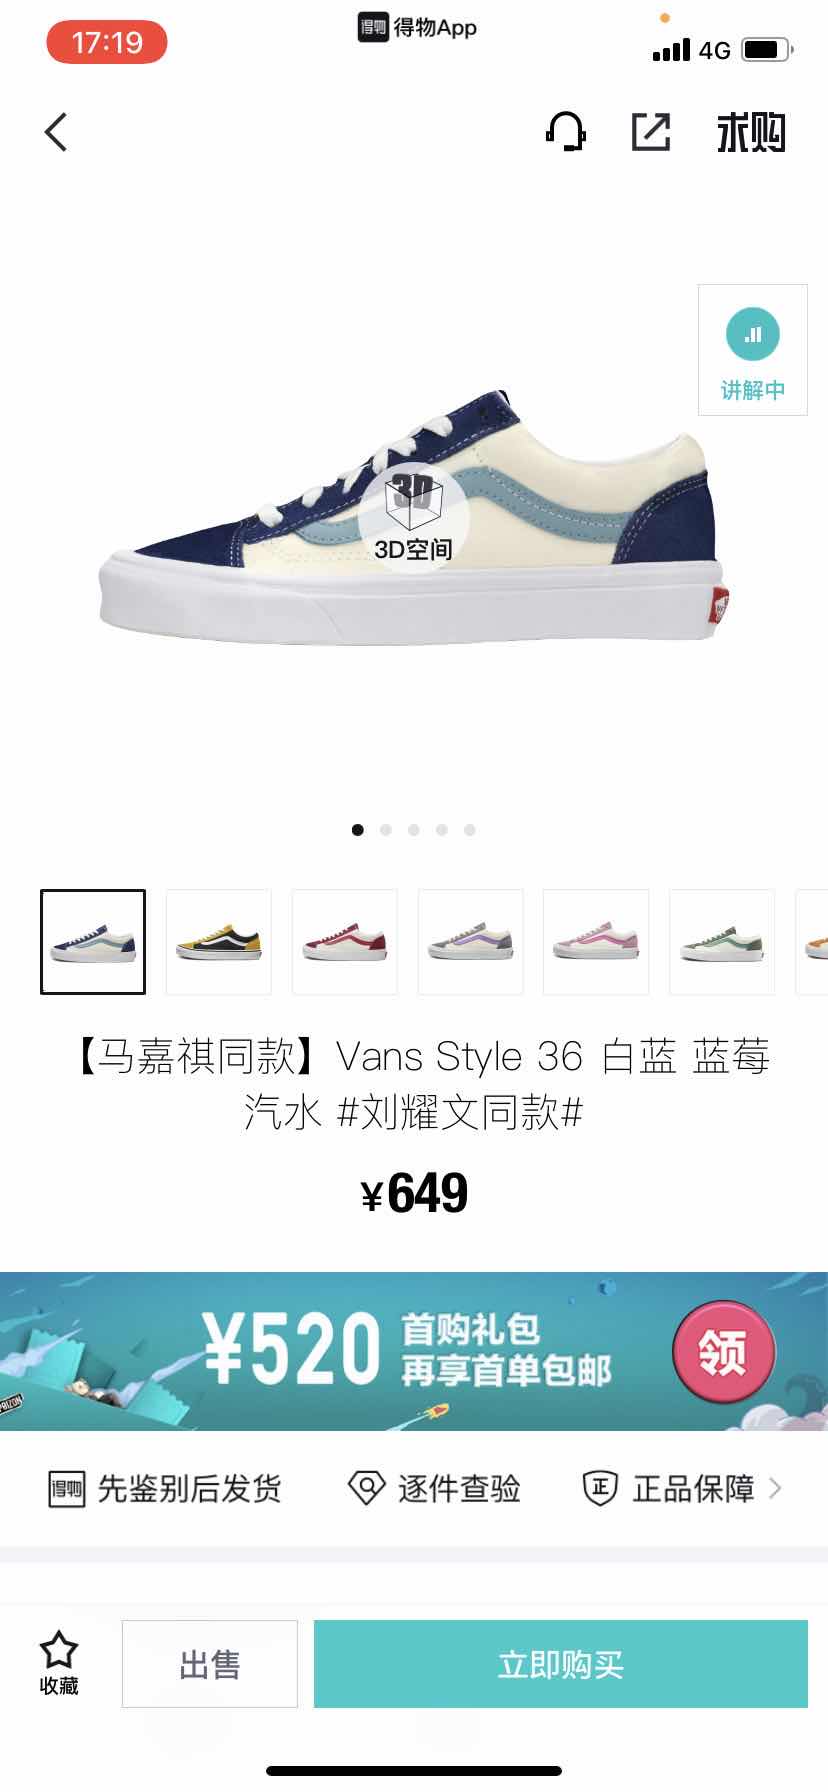 17:19
得物 得物App
4G
求购
讲解中
3D
3D空间
【马嘉祺同款】Vans Style 36 白蓝 蓝莓
汽水 #刘耀文同款#
¥649
¥520 首购礼包
再享首单包邮
领
得物 先鉴别后发货 逐件查验 正 正品保障
收藏
出售
立即购买